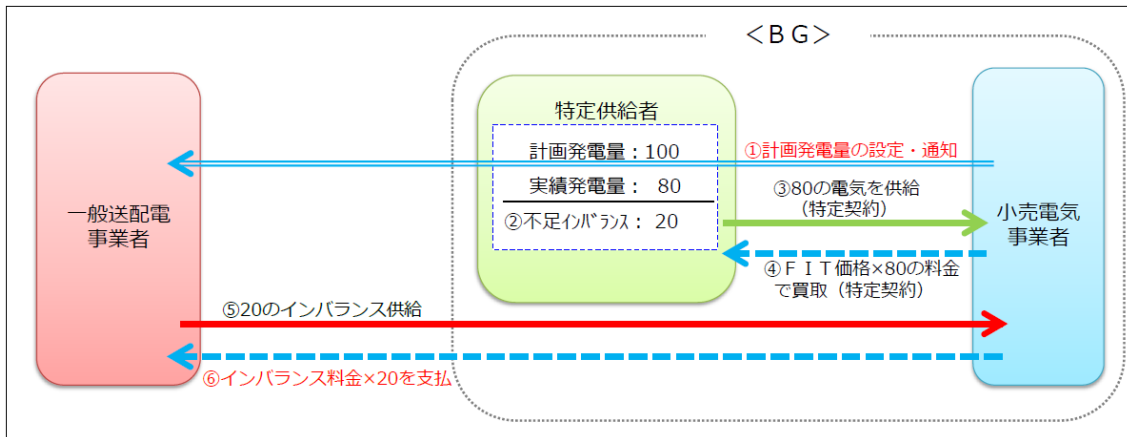 ＜ＢＧ＞
特定供給者
計画発電量：100
実績発電量： 80
②不足ｲﾝﾊﾞﾗﾝｽ： 20
一般送配電
事業者
小売電気
事業者
①計画発電量の設定・通知
③80の電気を供給
（特定契約）
④ＦＩＴ価格×80の料金
で買取（特定契約）
⑤20のインバランス供給
⑥インバランス料金×20を支払